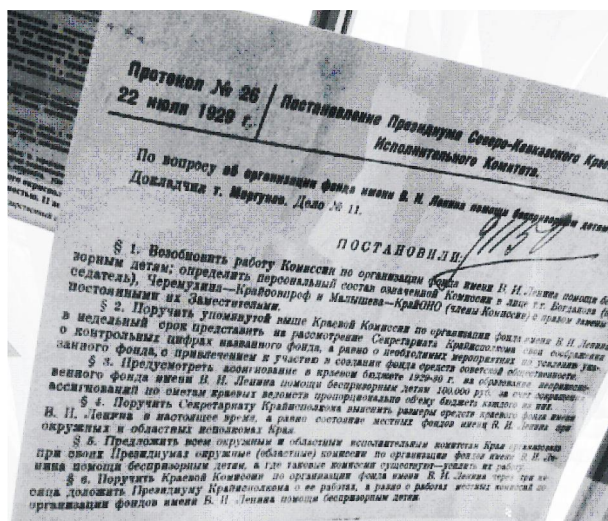 Протокол № 26
22 июля 1929 г.
Постановление Президиума Северо-Кавказского
Исполнительного Комитета.
По вопросу об организации фонда имени В. И. Ленина помощи беспризорным детям
Докладчик т. Моргунов. Дело № 11.
ПОСТАНОВИЛИ:
§ 1. Возобновить работу Комиссии по организации фонда имени В. И. Ленина помощи
зорным детям; определить персональный состав означенной Комиссии в лице т.т. Богданова
седатель), Черемухина—Крайсовпроф и Малышева—КрайОНО (члены Комиссии) с правом замены
постоянными их Заместителями.
§ 2. Поручить упомянутой выше Краевой Комиссии по организации фонда имени В. И. Ленина
в недельный срок представить на рассмотрение Секретариата Крайисполкома свои соображения
о контрольных цифрах названного фонда, а равно о необходимых мероприятиях по усилению
занного фонда, с привлечением к участию в создании фонда средств советской общественности.
§ 3. Предусмотреть ассигнование в краевом бюджете 1929-30 г. на образование
венного фонда имени В. И. Ленина помощи беспризорным детям 100.000 руб. за счет
ассигнований по сметам краевых ведомств пропорционально объему бюджета каждого из них.
§ 4. Поручить Секретариату Крайисполкома выяснить размеры средств краевого фонда имени
В. И. Ленина в настоящее время, а равно состояние местных фондов имени В. И. Ленина при
окружных и областных исполкомах Края.
§ 5. Предложить всем окружным и областным исполнительным комитетам Края организовать
при своих Президиумах окружные (областные) комиссии по организации фондов имени В. И. Ле-
нина помощи беспризорным детям, а где таковые комиссии существуют—усилить их работу.
§ 6. Поручить Краевой Комиссии по организации фонда имени В. И. Ленина через три ме-
сяца доложить Президиуму Крайисполкома о ее работах, а равно о работах местных комиссий
организации фондов имени В. И. Ленина помощи беспризорным детям.